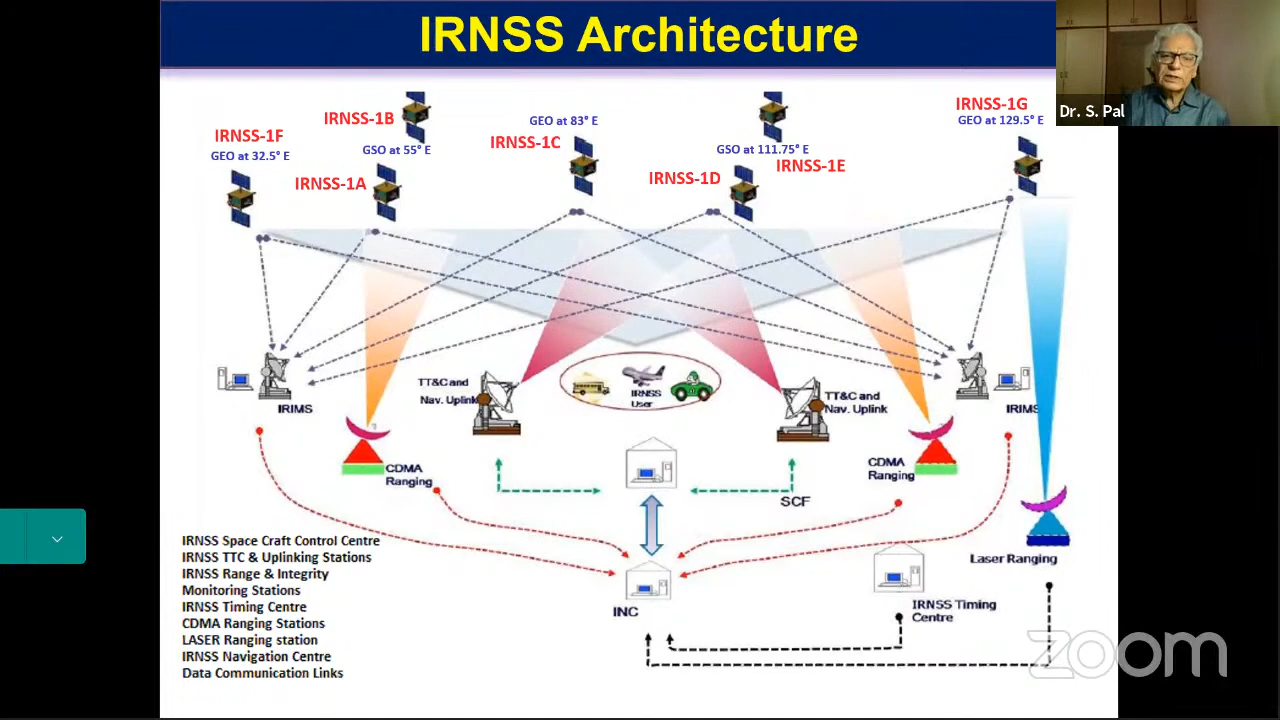 IRNSS Architecture
Dr. S. Pal
IRNSS-1F
GEO at 32.5° E
IRNSS-1B
GSO at 55° E
IRNSS-1A
GEO at 83° E
IRNSS-1C
GSO at 111.75° E
IRNSS-1D
IRNSS-1E
IRNSS-1G
GEO at 129.5° E
IRIMS
TT&C and
Nav. Uplink
IRNSS
User
TT&C and
Nav. Uplink
IRIMS
CDMA
Ranging
CDMA
Ranging
SCF
Laser Ranging
INC
IRNSS Timing
Centre
IRNSS Space Craft Control Centre
IRNSS TTC & Uplinking Stations
IRNSS Range & Integrity
Monitoring Stations
IRNSS Timing Centre
CDMA Ranging Stations
LASER Ranging station
IRNSS Navigation Centre
Data Communication Links
zoom